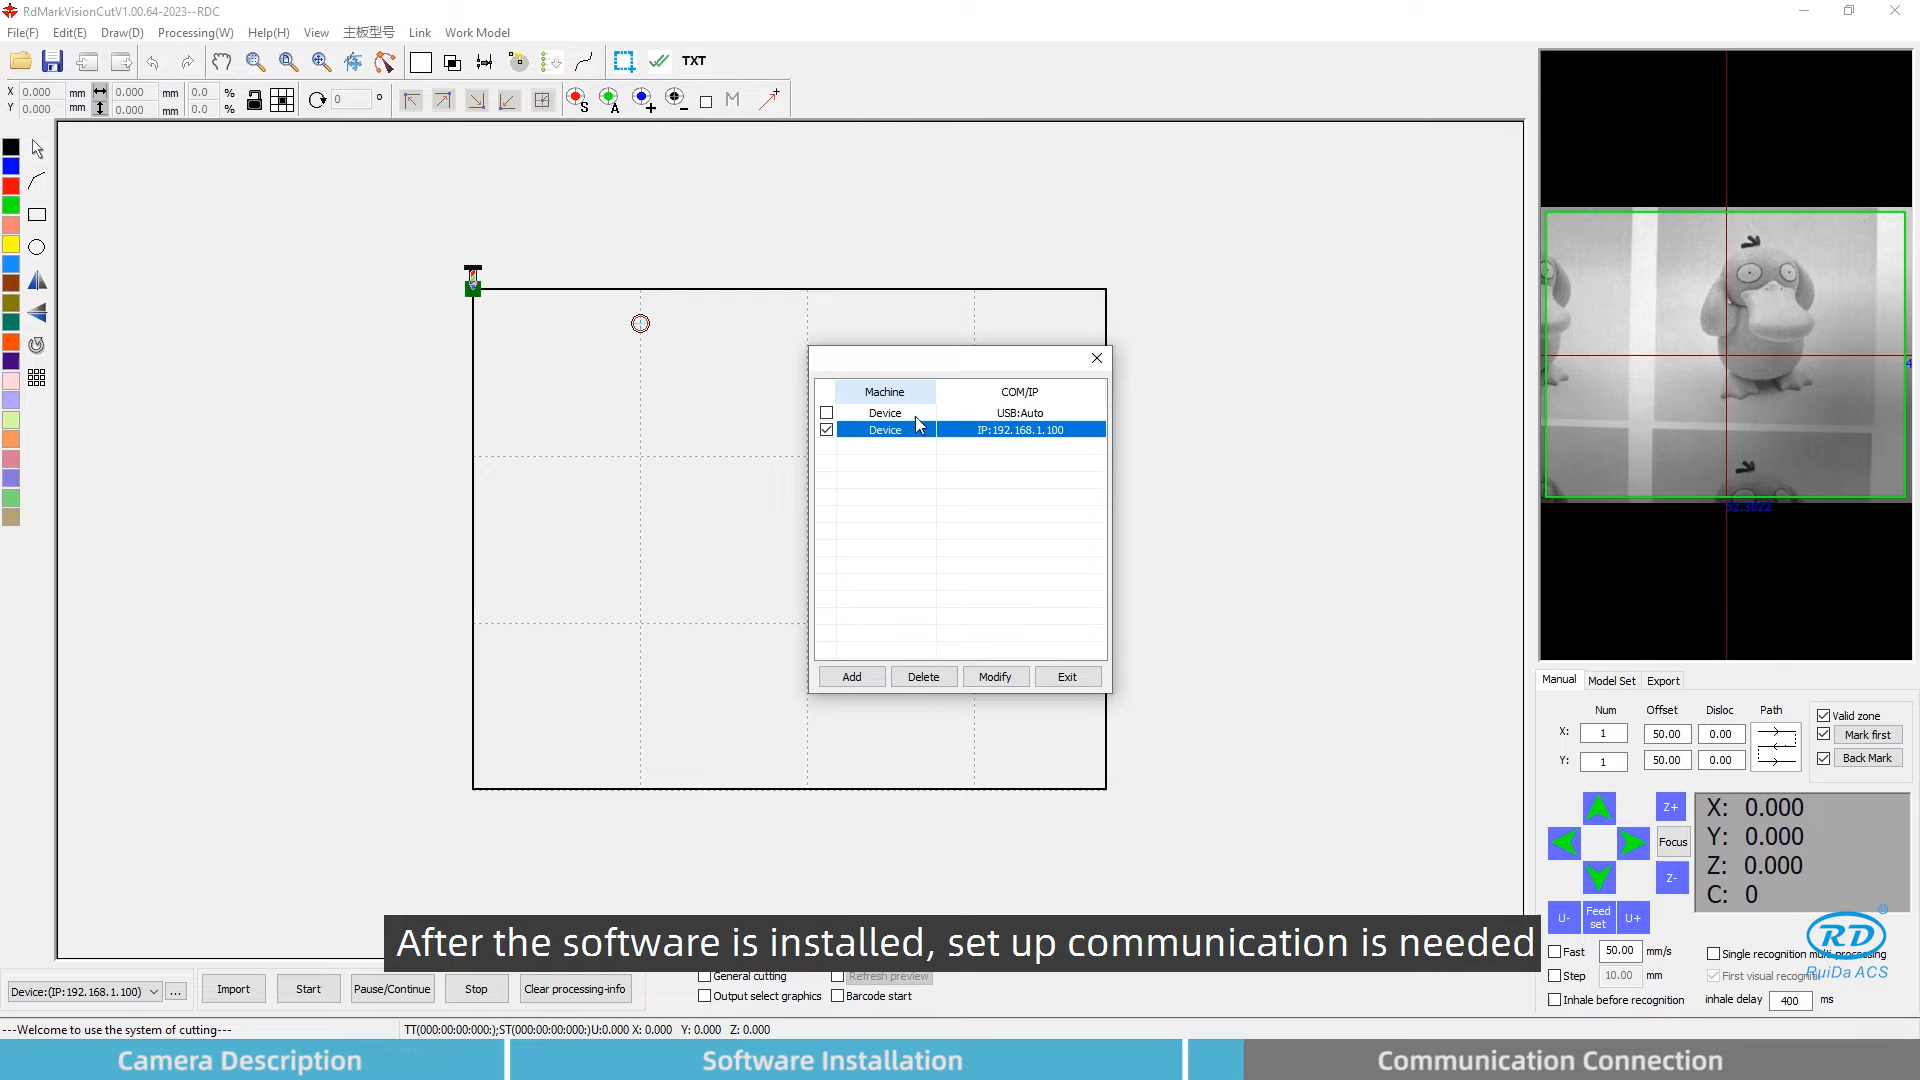 RdMarkVisionCutV1.00.64-2023--RDC
File(F) Edit(E) Draw(D) Processing(W) Help(H) View 主板型号 Link Work Model
TXT
X 0.000 mm 0.000 mm 0.0 %
Y 0.000 mm 0.000 mm 0.0 %
0 °
S A M
Machine COM/IP
Device USB:Auto
Device IP:192.168.1.100
Add Delete Modify Exit
4
52.3022
Manual Model Set Export
Num Offset Disloc Path
X: 1 50.00 0.00
Y: 1 50.00 0.00
Valid zone
Mark first
Back Mark
Z+
Focus
Z-
U- Feed set U+
X: 0.000
Y: 0.000
Z: 0.000
C: 0
Fast 50.00 mm/s
Step 10.00 mm
Inhale before recognition
Single recognition multi-processing
First visual recogniti
inhale delay 400 ms
RD
RuiDa ACS
After the software is installed, set up communication is needed
Device:(IP:192.168.1.100) ...
Import Start Pause/Continue Stop Clear processing-info
General cutting Refresh preview
Output select graphics Barcode start
---Welcome to use the system of cutting---
TT(000:00:00:000:);ST(000:00:00:000:)U:0.000 X: 0.000 Y: 0.000 Z: 0.000
Camera Description Software Installation Communication Connection